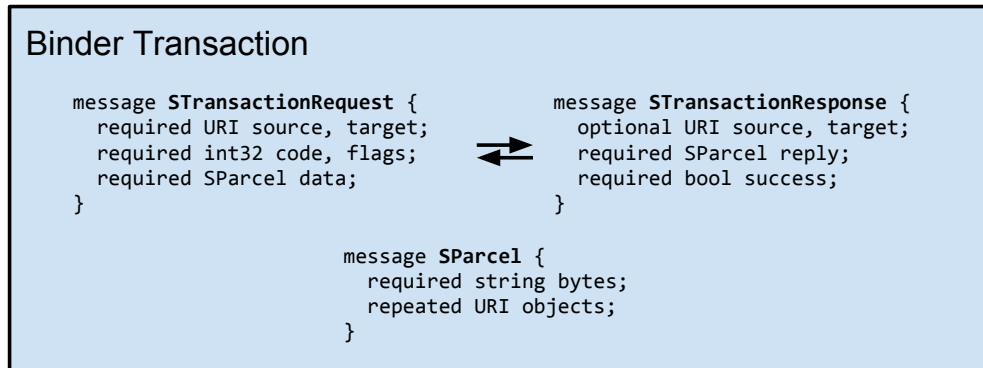 Binder Transaction
message STransactionRequest {
required URI source, target;
required int32 code, flags;
required SParcel data;
}
message STransactionResponse {
optional URI source, target;
required SParcel reply;
required bool success;
}
message SParcel {
required string bytes;
repeated URI objects;
}